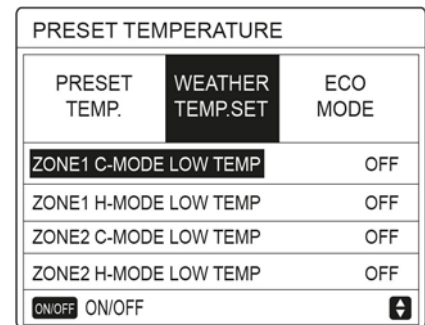 PRESET TEMPERATURE
PRESET TEMP. WEATHER TEMP.SET ECO MODE
ZONE1 C-MODE LOW TEMP OFF
ZONE1 H-MODE LOW TEMP OFF
ZONE2 C-MODE LOW TEMP OFF
ZONE2 H-MODE LOW TEMP OFF
ON/OFF ON/OFF